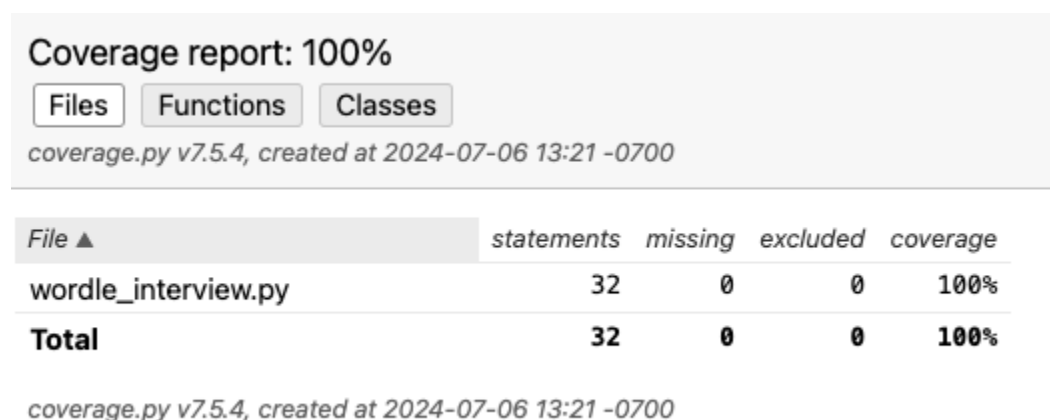 Coverage report: 100%
Files Functions Classes
coverage.py v7.5.4, created at 2024-07-06 13:21 -0700
File ▲ statements missing excluded coverage
wordle_interview.py 32 0 0 100%
Total 32 0 0 100%
coverage.py v7.5.4, created at 2024-07-06 13:21 -0700